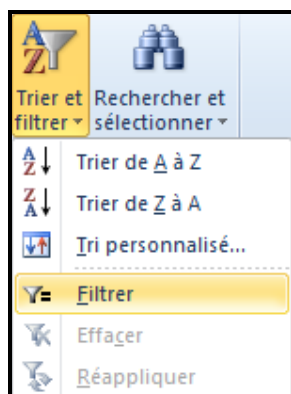 Trier et
filtrer
Rechercher et
sélectionner
Trier de A à Z
Trier de Z à A
Tri personnalisé...
Filtrer
Effacer
Réappliquer